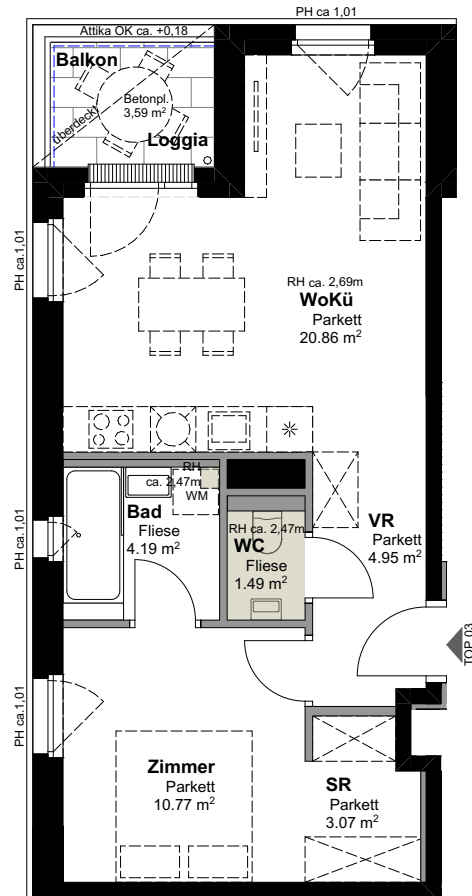 PH ca 1,01
Attika OK ca. +0,18
Balkon
Betonpl.
3,59 m²
überdeckt
Loggia
PH ca.1,01
RH ca. 2,69m
WoKü
Parkett
20.86 m²
RH
ca. 2,47m
WM
Bad
Fliese
4.19 m²
RH ca. 2,47m
WC
Fliese
1.49 m²
VR
Parkett
4.95 m²
PH ca.1,01
TOP 03
PH ca.1,01
Zimmer
Parkett
10.77 m²
SR
Parkett
3.07 m²